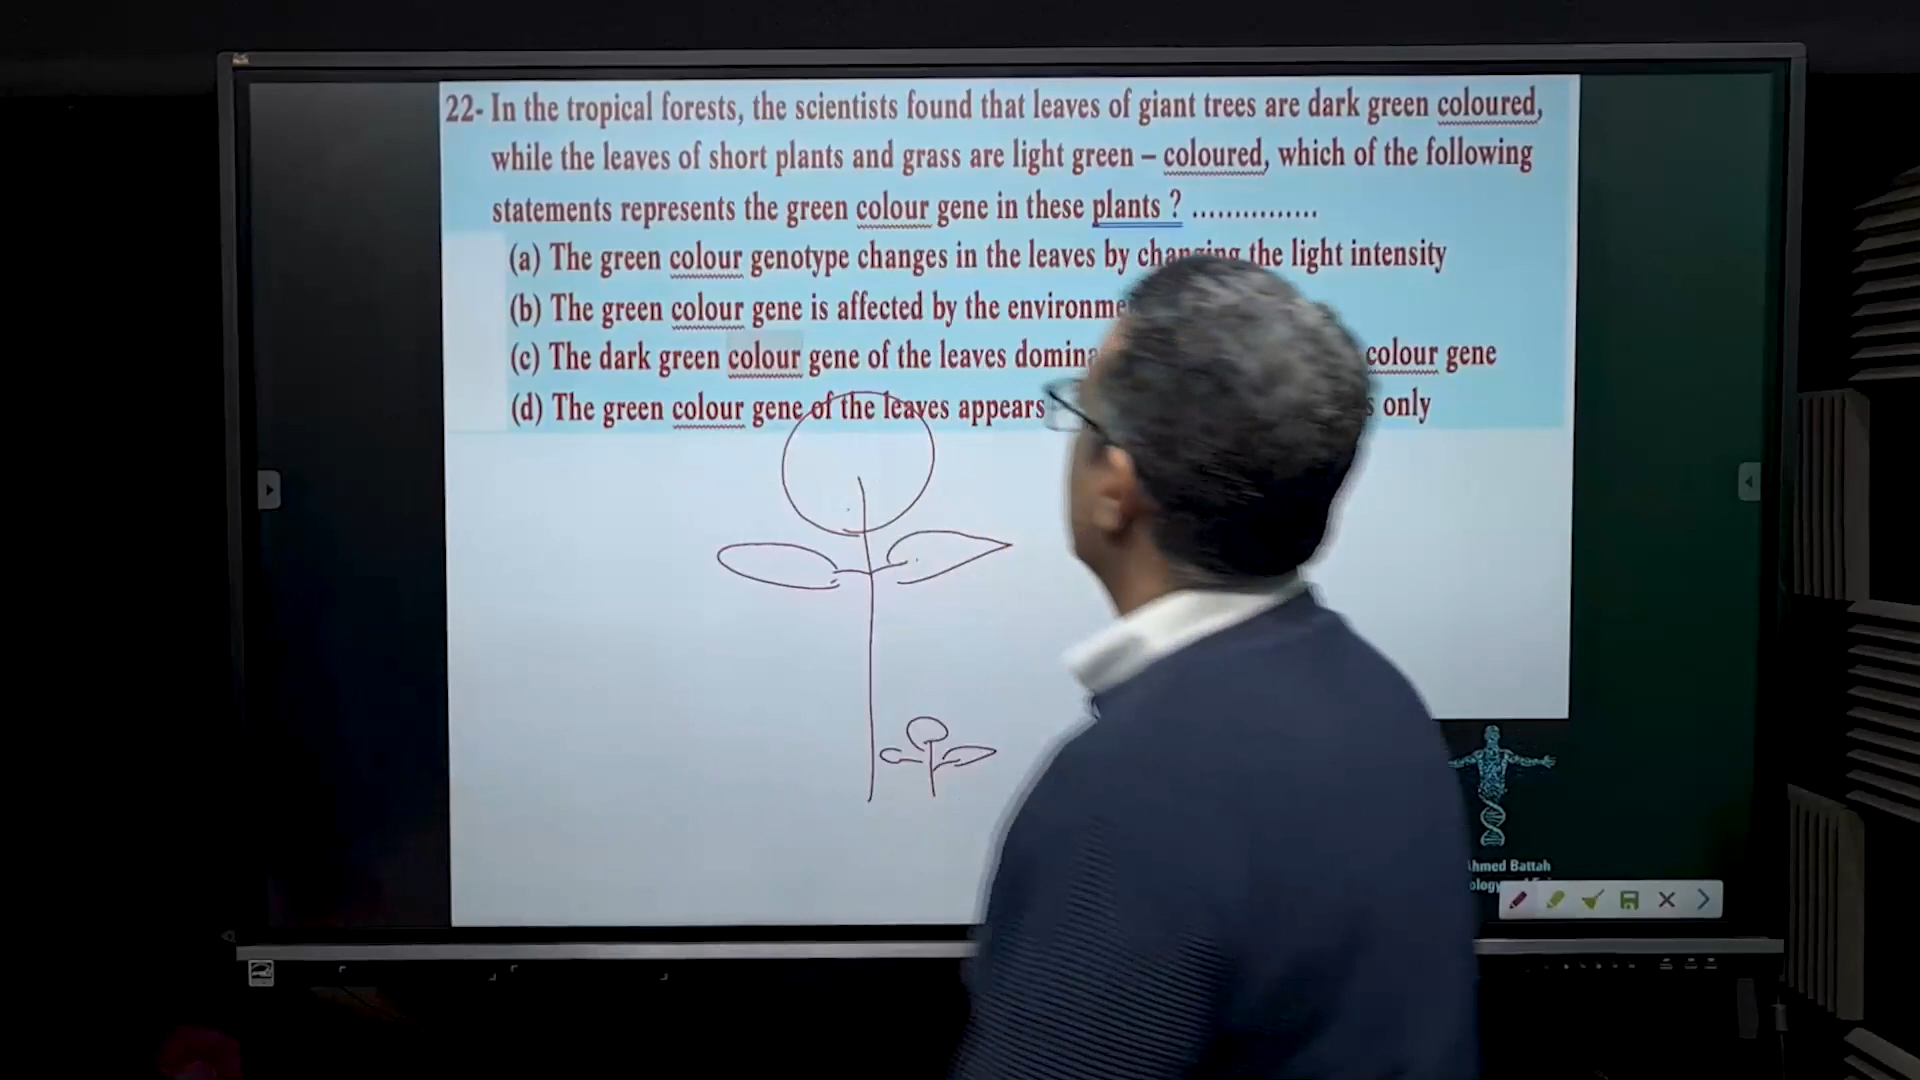 22- In the tropical forests, the scientists found that leaves of giant trees are dark green coloured,
while the leaves of short plants and grass are light green – coloured, which of the following
statements represents the green colour gene in these plants ? ...............
(a) The green colour genotype changes in the leaves by changing the light intensity
(b) The green colour gene is affected by the
(c) The dark green colour gene of the leaves colour gene
(d) The green colour gene of the leaves appears only
hmed Battah